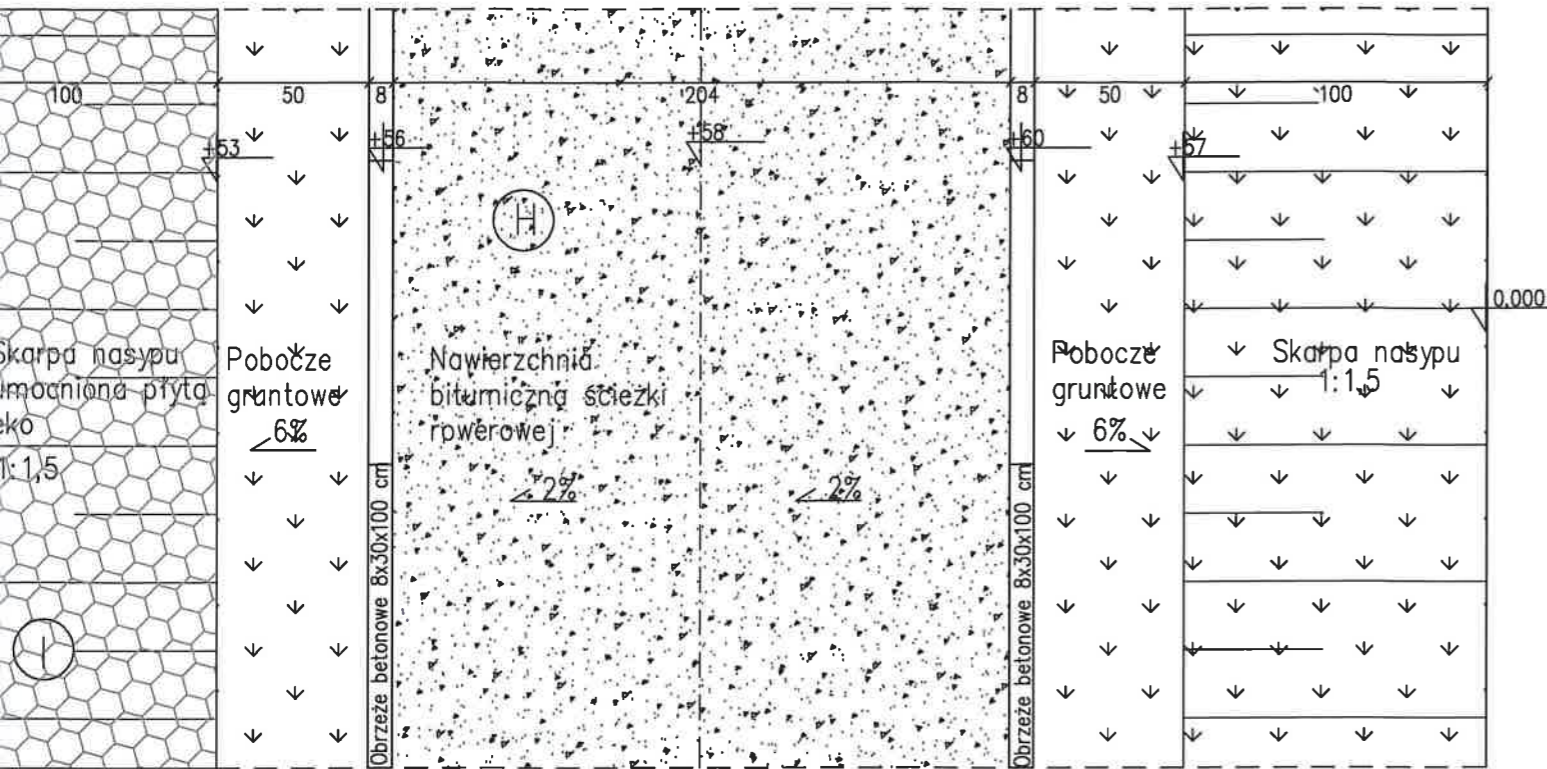 100 50 8 204 8 50 100
+53 +56 +58 +60 +57
H
0.000
Skarpa nasypu
umocniona płytą
eko
1:1,5
Pobocze
gruntowe
6%
Nawierzchnia
bitumiczna ścieżki
rowerowej
2%
2%
Pobocze
gruntowe
6%
Skarpa nasypu
1:1,5
Obrzeże betonowe 8x30x100 cm
Obrzeże betonowe 8x30x100 cm
I